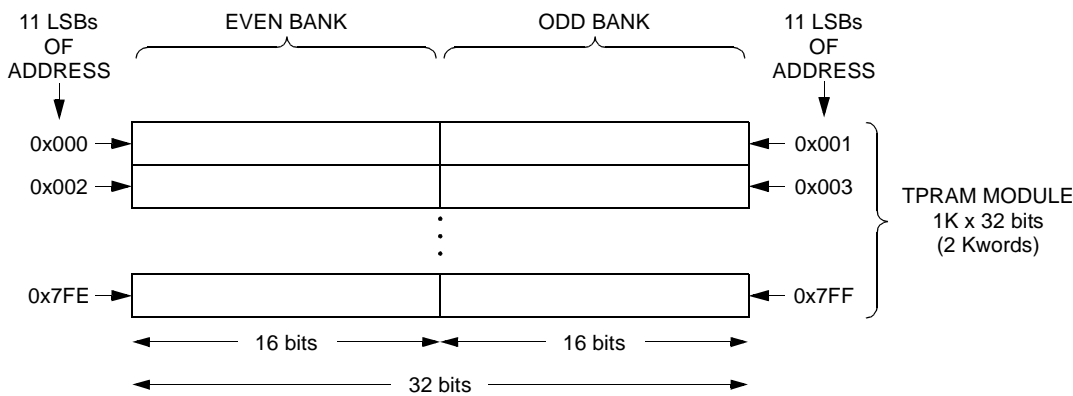 11 LSBs
OF
ADDRESS
EVEN BANK
ODD BANK
11 LSBs
OF
ADDRESS
0x000
0x001
0x002
0x003
TPRAM MODULE
1K x 32 bits
(2 Kwords)
0x7FE
0x7FF
16 bits
16 bits
32 bits